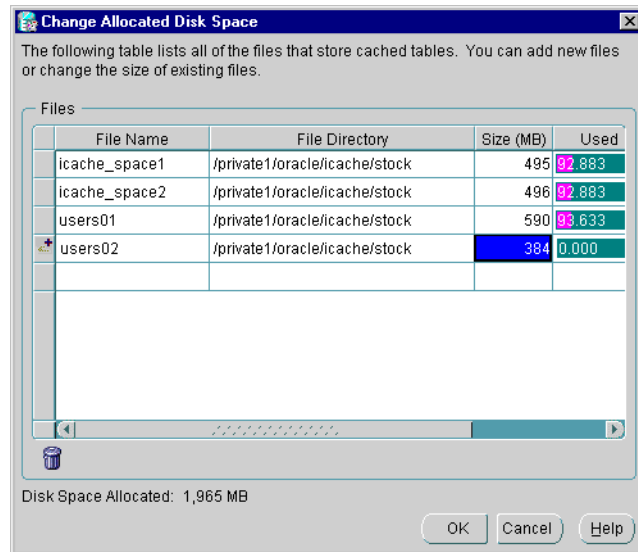 Change Allocated Disk Space
The following table lists all of the files that store cached tables. You can add new files
or change the size of existing files.
Files
File Name File Directory Size (MB) Used
icache_space1 /private1/oracle/icache/stock 495 92.883
icache_space2 /private1/oracle/icache/stock 496 92.883
users01 /private1/oracle/icache/stock 590 93.633
users02 /private1/oracle/icache/stock 384 0.000
Disk Space Allocated: 1,965 MB
OK Cancel Help